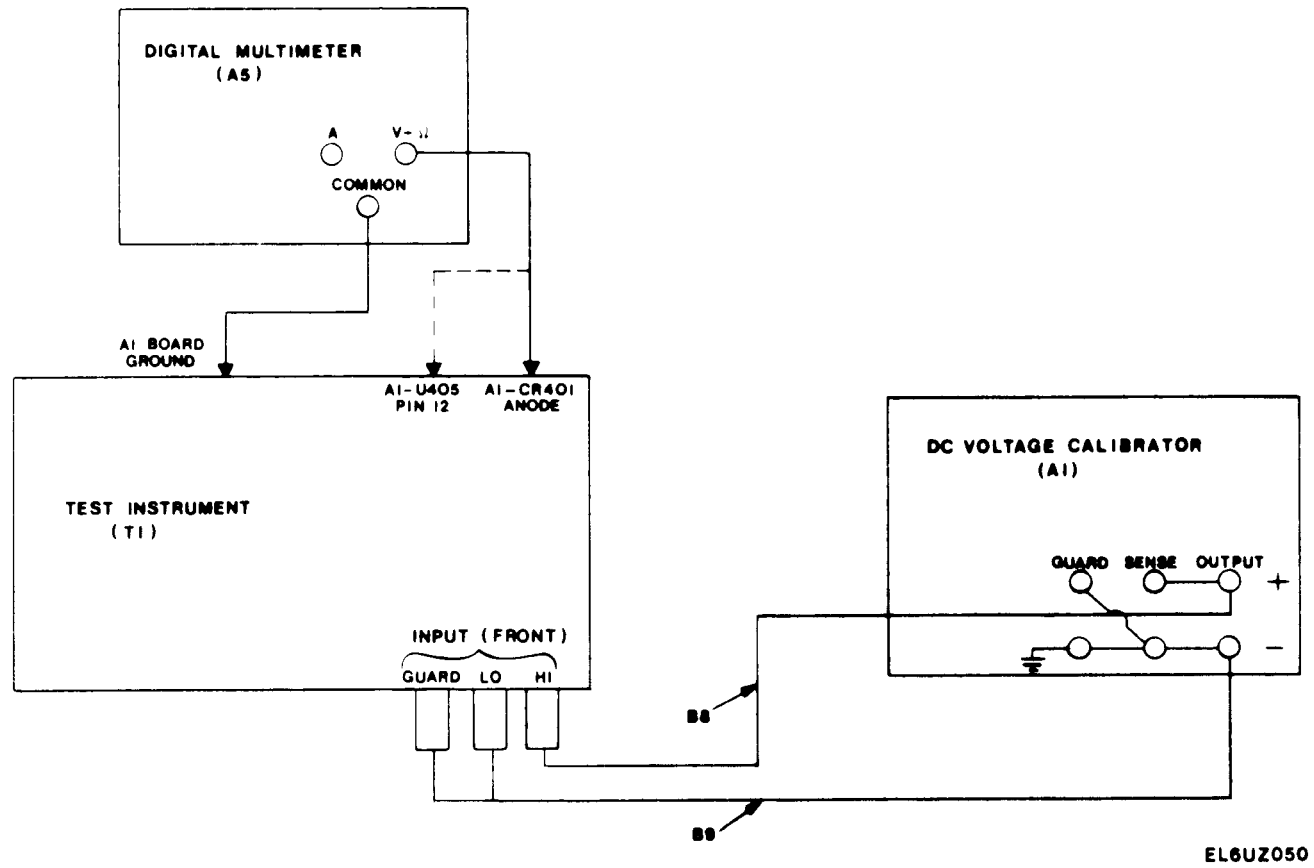 DIGITAL MULTIMETER
(A5)
A
V-Ω
COMMON
A1 BOARD
GROUND
A1-U405
PIN 12
A1-CR401
ANODE
TEST INSTRUMENT
(T1)
INPUT (FRONT)
GUARD LO HI
DC VOLTAGE CALIBRATOR
(A1)
GUARD SENSE OUTPUT
+
-
B8
B9
EL6UZ050